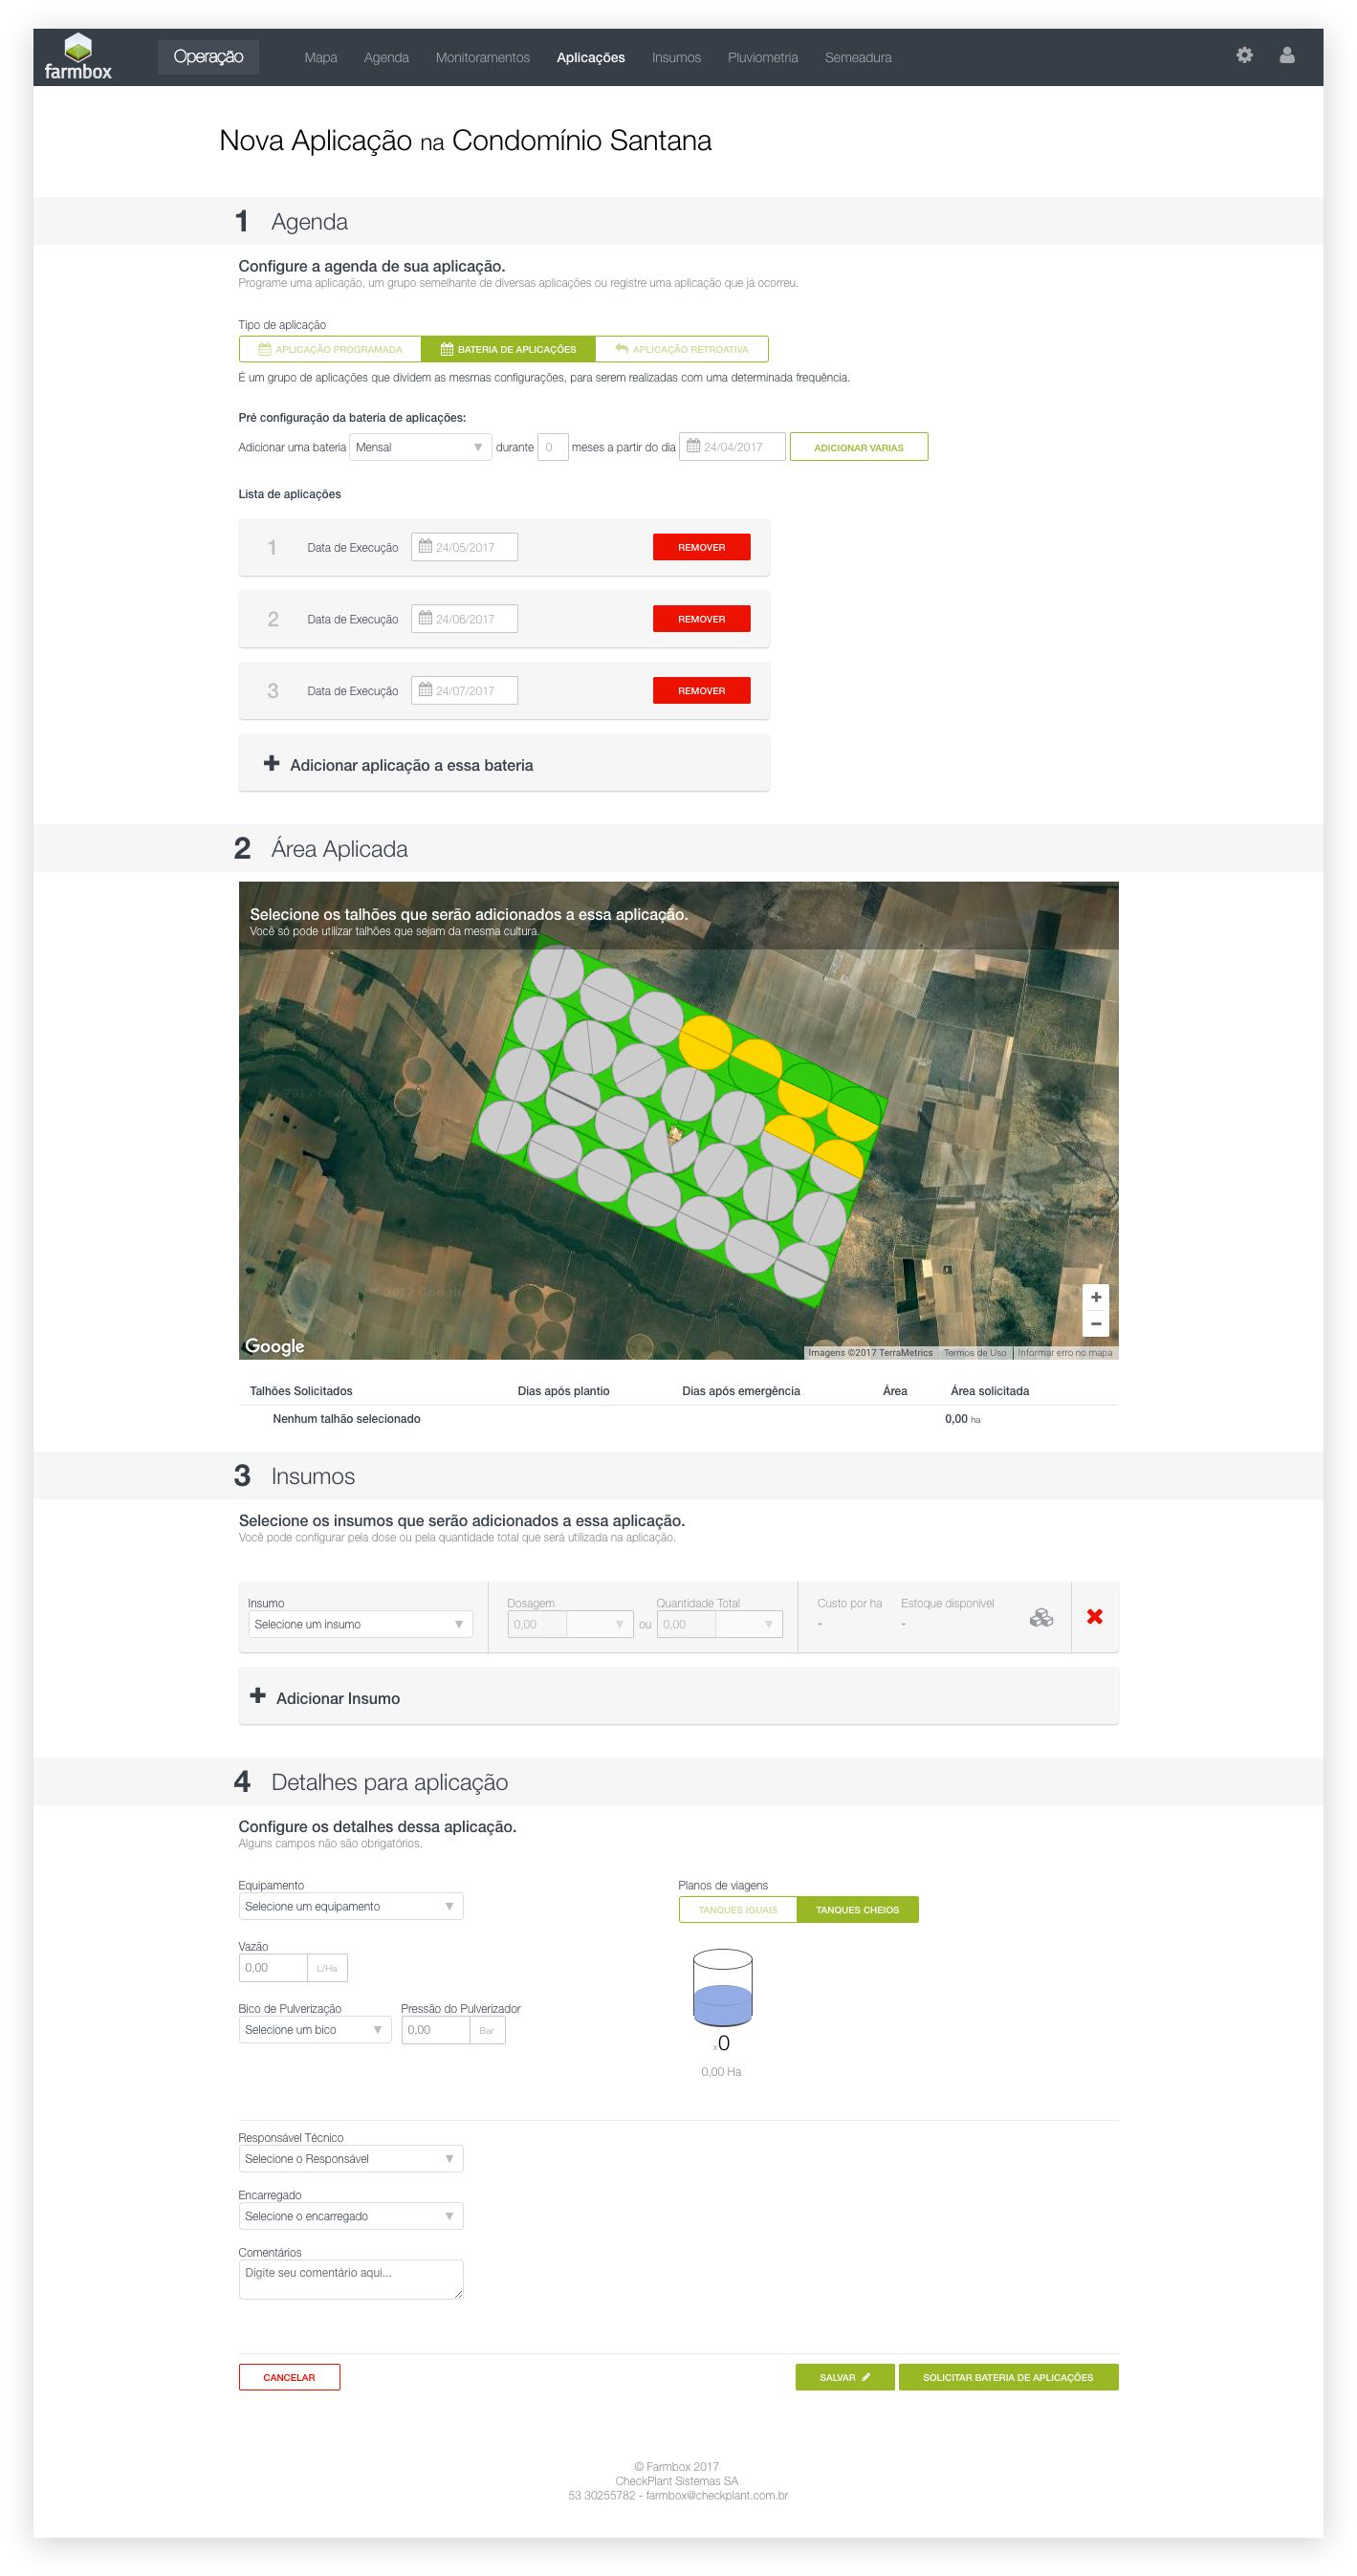 farmbox
Operação
Mapa
Agenda
Monitoramentos
Aplicações
Insumos
Pluviometria
Semeadura
Nova Aplicação na Condomínio Santana
1 Agenda
Configure a agenda de sua aplicação.
Programe uma aplicação, um grupo semelhante de diversas aplicações ou registre uma aplicação que já ocorreu.
Tipo de aplicação
APLICAÇÃO PROGRAMADA
BATERIA DE APLICAÇÕES
APLICAÇÃO RETROATIVA
É um grupo de aplicações que dividem as mesmas configurações, para serem realizadas com uma determinada frequência.
Pré configuração da bateria de aplicações:
Adicionar uma bateria Mensal durante 0 meses a partir do dia 24/04/2017 ADICIONAR VARIAS
Lista de aplicações
1 Data de Execução 24/05/2017 REMOVER
2 Data de Execução 24/06/2017 REMOVER
3 Data de Execução 24/07/2017 REMOVER
+ Adicionar aplicação a essa bateria
2 Área Aplicada
Selecione os talhões que serão adicionados a essa aplicação.
Você só pode utilizar talhões que sejam da mesma cultura.
Google
Imagens ©2017 TerraMetrics
Termos de Uso
Informar erro no mapa
Talhões Solicitados
Dias após plantio
Dias após emergência
Área
Área solicitada
Nenhum talhão selecionado
0,00 ha
3 Insumos
Selecione os insumos que serão adicionados a essa aplicação.
Você pode configurar pela dose ou pela quantidade total que será utilizada na aplicação.
Insumo
Dosagem
Quantidade Total
Custo por ha
Estoque disponível
Selecione um insumo
0,00 ou 0,00
-
-
+ Adicionar Insumo
4 Detalhes para aplicação
Configure os detalhes dessa aplicação.
Alguns campos não são obrigatórios.
Equipamento
Selecione um equipamento
Planos de viagens
TANQUES IGUAIS
TANQUES CHEIOS
Vazão
0,00 L/Ha
Bico de Pulverização
Selecione um bico
Pressão do Pulverizador
0,00 Bar
x0
0,00 Ha
Responsável Técnico
Selecione o Responsável
Encarregado
Selecione o encarregado
Comentários
Digite seu comentário aqui...
CANCELAR
SALVAR
SOLICITAR BATERIA DE APLICAÇÕES
© Farmbox 2017
CheckPlant Sistemas SA
53 30255782 - farmbox@checkplant.com.br